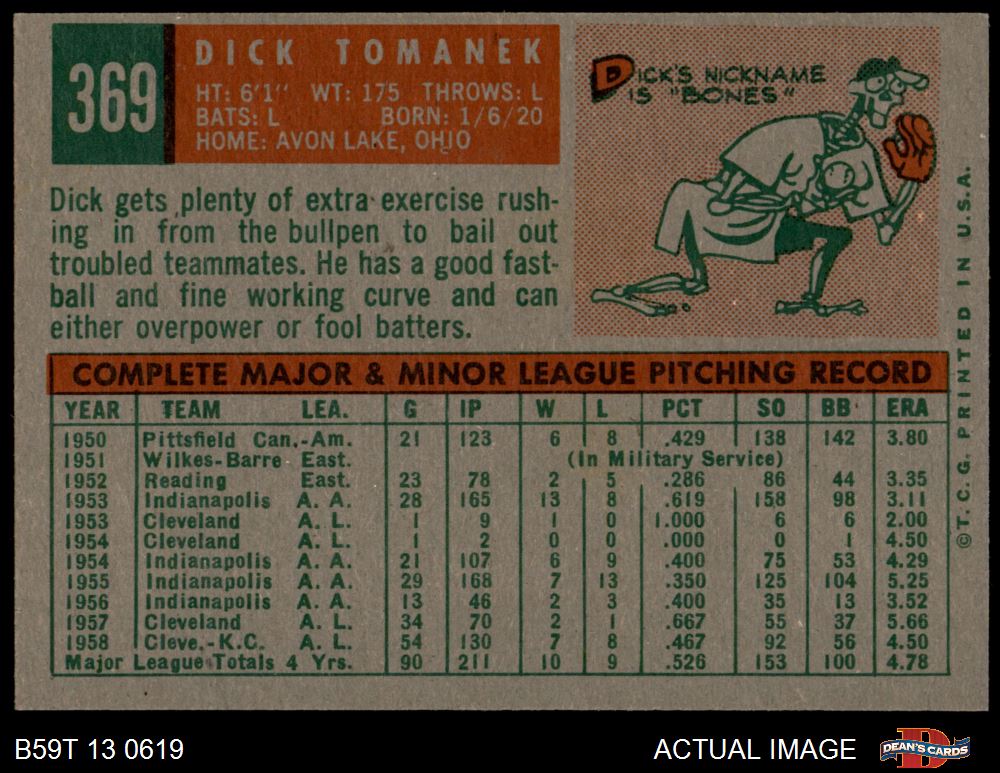 369
DICK TOMANEK
HT: 6'1" WT: 175 THROWS: L
BATS: L BORN: 1/6/20
HOME: AVON LAKE, OHIO
DICK'S NICKNAME
IS "BONES"
Dick gets plenty of extra exercise rush-
ing in from the bullpen to bail out
troubled teammates. He has a good fast-
ball and fine working curve and can
either overpower or fool batters.
COMPLETE MAJOR & MINOR LEAGUE PITCHING RECORD
YEAR TEAM LEA. G IP W L PCT SO BB ERA
1950 Pittsfield Can.-Am. 21 123 6 8 .429 138 142 3.80
1951 Wilkes-Barre East. (In Military Service)
1952 Reading East. 23 78 2 5 .286 86 44 3.35
1953 Indianapolis A. A. 28 165 13 8 .619 158 98 3.11
1953 Cleveland A. L. 1 9 1 0 1.000 6 6 2.00
1954 Cleveland A. L. 1 2 0 0 .000 0 1 4.50
1954 Indianapolis A. A. 21 107 6 9 .400 75 53 4.29
1955 Indianapolis A. A. 29 168 7 13 .350 125 104 5.25
1956 Indianapolis A. A. 13 46 2 3 .400 35 13 3.52
1957 Cleveland A. L. 34 70 2 1 .667 55 37 5.66
1958 Cleve.-K.C. A. L. 54 130 7 8 .467 92 56 4.50
Major League Totals 4 Yrs. 90 211 10 9 .526 153 100 4.78
©T.C.G. PRINTED IN U.S.A.
B59T 13 0619
ACTUAL IMAGE
DEAN'S CARDS